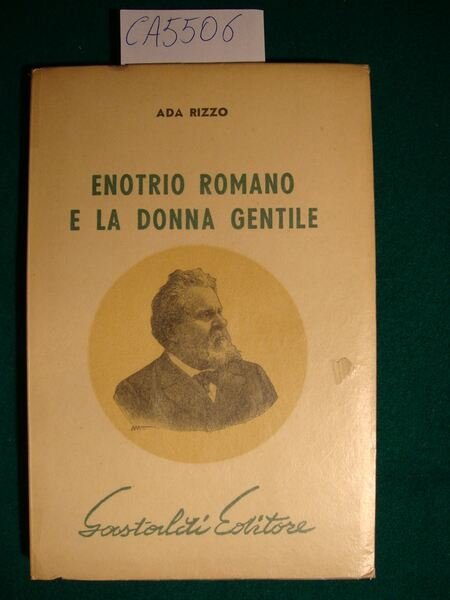 CA5506
ADA RIZZO
ENOTRIO ROMANO
E LA DONNA GENTILE
Gastaldi Editore